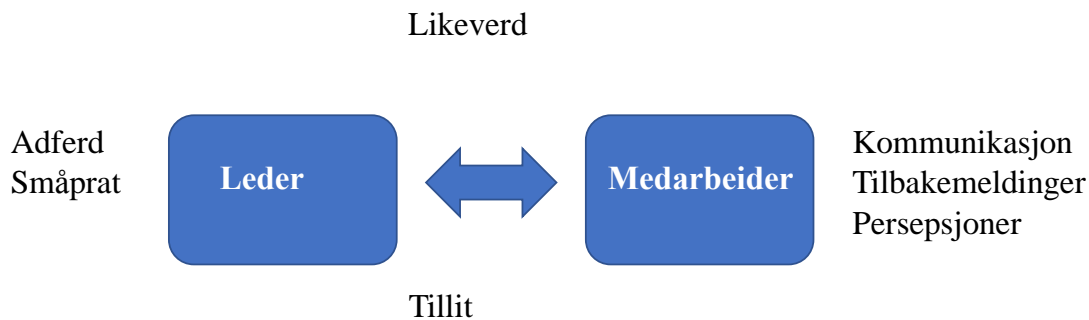 Likeverd
Adferd
Småprat
Leder
Medarbeider
Kommunikasjon
Tilbakemeldinger
Persepsjoner
Tillit